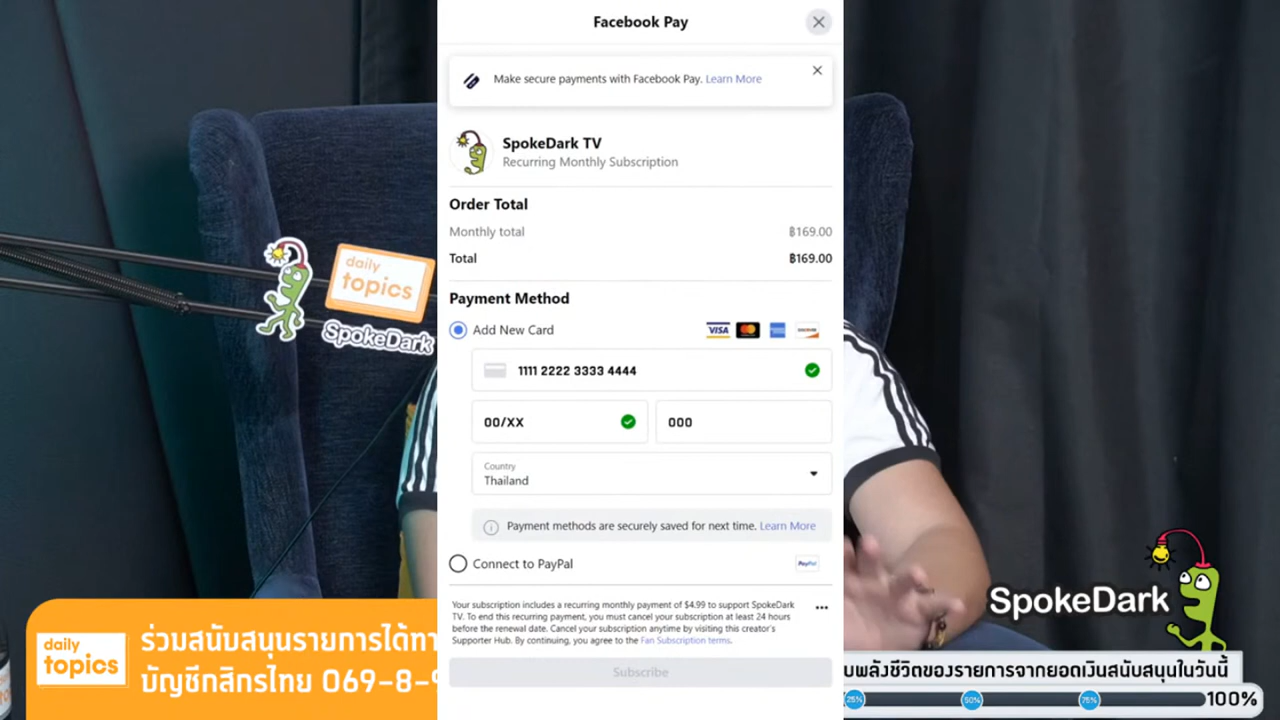 Facebook Pay
Make secure payments with Facebook Pay. Learn More
SpokeDark TV
Recurring Monthly Subscription
Order Total
Monthly total ฿169.00
Total ฿169.00
Payment Method
Add New Card VISA
1111 2222 3333 4444
00/XX 000
Country
Thailand
Payment methods are securely saved for next time. Learn More
Connect to PayPal PayPal
Your subscription includes a recurring monthly payment of $4.99 to support SpokeDark
TV. To end this recurring payment, you must cancel your subscription at least 24 hours
before the renewal date. Cancel your subscription anytime by visiting this creator's
Supporter Hub. By continuing, you agree to the Fan Subscription terms.
Subscribe
daily
topics
SpokeDark
daily
topics
ร่วมสนับสนุนรายการได้ทา
บัญชีกสิกรไทย 069-8-
SpokeDark
บพลังชีวิตของรายการจากยอดเงินสนับสนุนในวันนี้
25% 50% 75% 100%